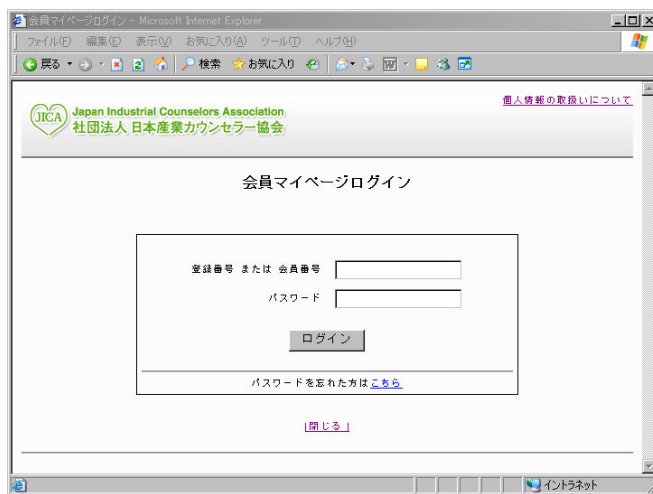 会員マイページログイン - Microsoft Internet Explorer
ファイル(F) 編集(E) 表示(V) お気に入り(A) ツール(T) ヘルプ(H)
戻る 検索 お気に入り
個人情報の取扱いについて
JICA
Japan Industrial Counselors Association
社団法人 日本産業カウンセラー協会
会員マイページログイン
登録番号 または 会員番号
パスワード
ログイン
パスワードを忘れた方はこちら
|閉じる|
イントラネット